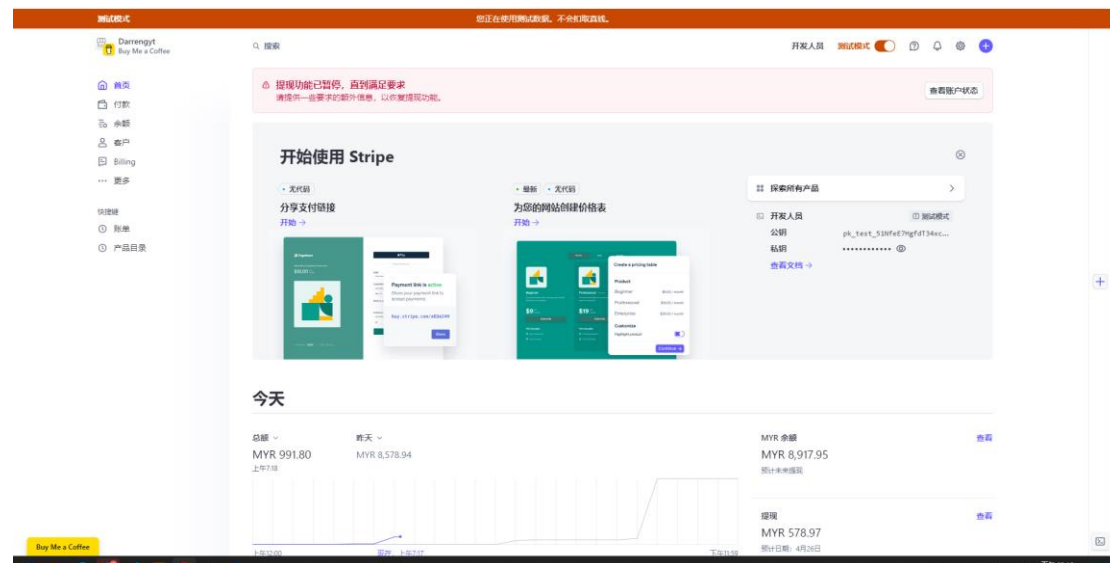 测试模式
您正在使用测试数据。不会扣取真钱。
Darrengyt
Buy Me a Coffee
搜索
开发人员
测试模式
首页
付款
余额
客户
Billing
更多
快捷键
账单
产品目录
提现功能已暂停，直到满足要求
请提供一些要求的额外信息，以恢复提现功能。
查看账户状态
开始使用 Stripe
无代码
分享支付链接
开始 →
Payment link is active
Share
最新
无代码
为您的网站创建价格表
开始 →
Create a pricing table
Product
Beginner
Professional
Enterprise
Customize
Highlight product
Continue →
探索所有产品
开发人员
测试模式
公钥
私钥
查看文档 →
今天
总额
MYR 991.80
上午7:18
昨天
MYR 8,578.94
上午12:00
现在，上午7:17
下午11:59
MYR 余额
查看
MYR 8,917.95
预计未来提现
提现
查看
MYR 578.97
预计日期：4月26日
Buy Me a Coffee